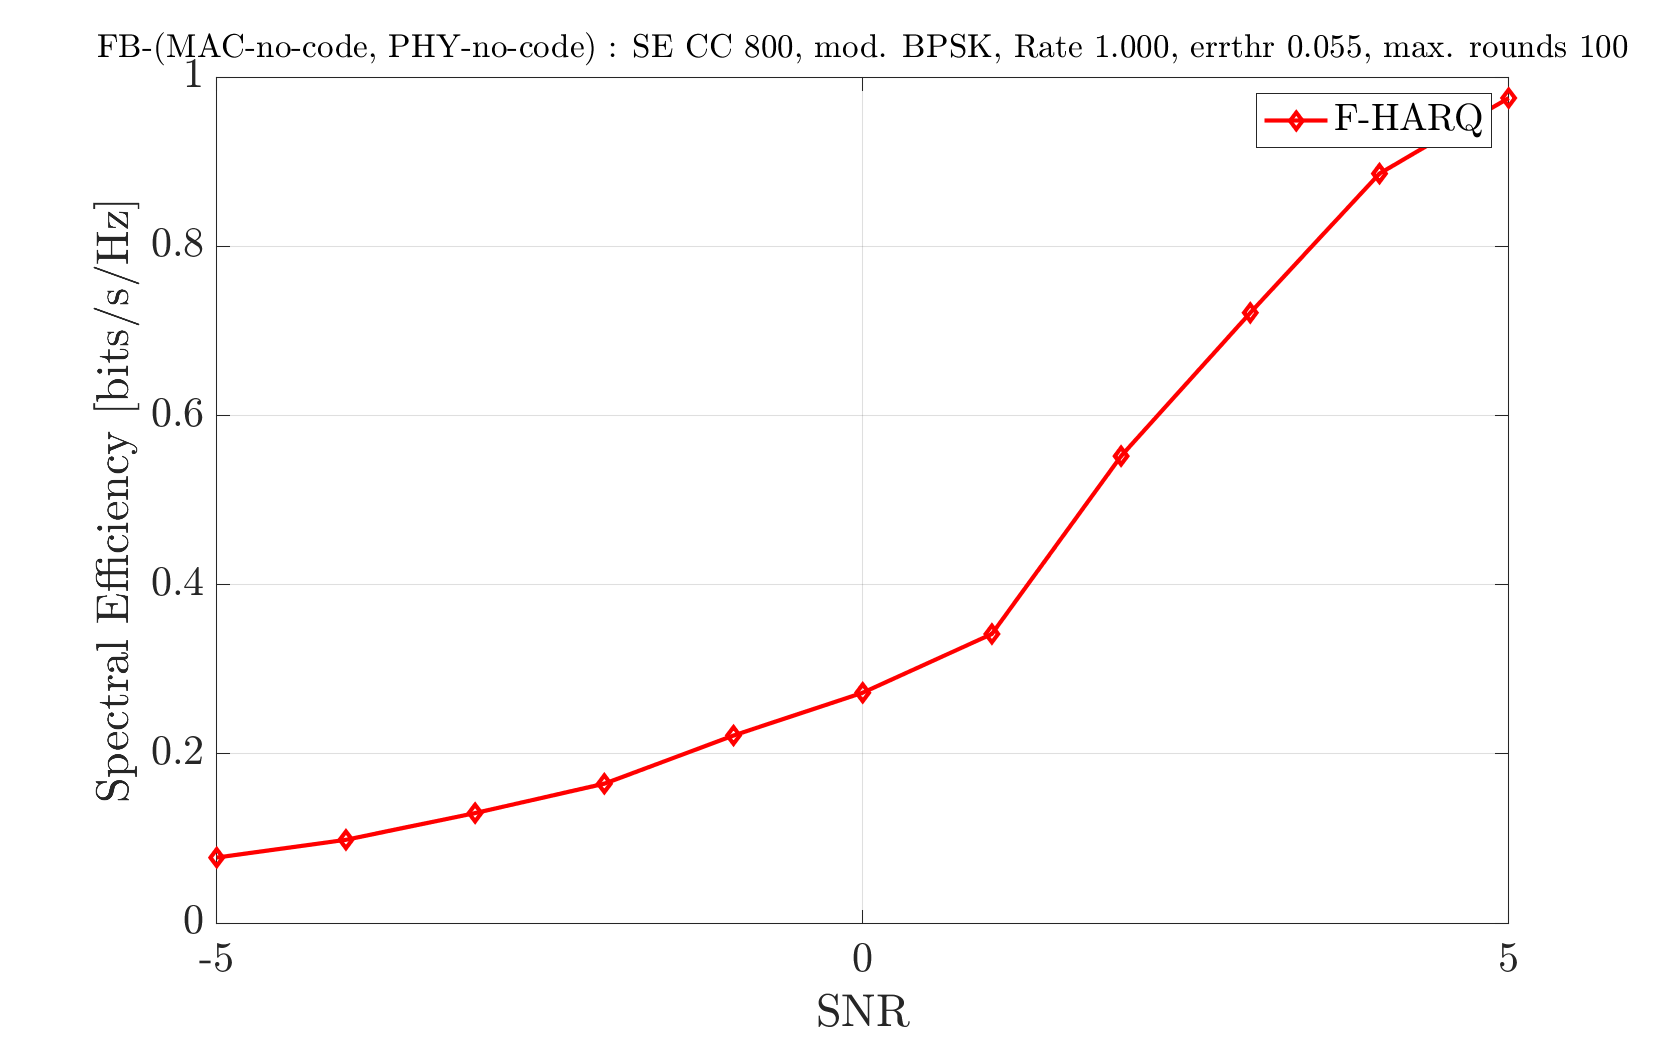 FB-(MAC-no-code, PHY-no-code) : SE CC 800, mod. BPSK, Rate 1.000, errthr 0.055, max. rounds 100
F-HARQ
Spectral Efficiency [bits/s/Hz]
1
0.8
0.6
0.4
0.2
0
-5
0
5
SNR